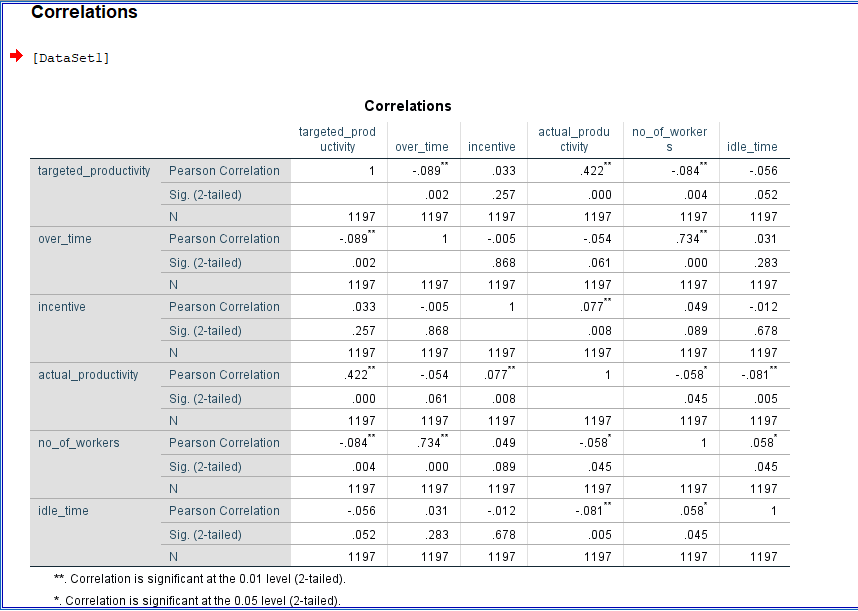 Correlations
[DataSet1]
Correlations
targeted_prod
uctivity over_time incentive actual_produ
ctivity no_of_worker
s idle_time
targeted_productivity Pearson Correlation 1 -.089** .033 .422** -.084** -.056
Sig. (2-tailed) .002 .257 .000 .004 .052
N 1197 1197 1197 1197 1197 1197
over_time Pearson Correlation -.089** 1 -.005 -.054 .734** .031
Sig. (2-tailed) .002 .868 .061 .000 .283
N 1197 1197 1197 1197 1197 1197
incentive Pearson Correlation .033 -.005 1 .077** .049 -.012
Sig. (2-tailed) .257 .868 .008 .089 .678
N 1197 1197 1197 1197 1197 1197
actual_productivity Pearson Correlation .422** -.054 .077** 1 -.058* -.081**
Sig. (2-tailed) .000 .061 .008 .045 .005
N 1197 1197 1197 1197 1197 1197
no_of_workers Pearson Correlation -.084** .734** .049 -.058* 1 .058*
Sig. (2-tailed) .004 .000 .089 .045 .045
N 1197 1197 1197 1197 1197 1197
idle_time Pearson Correlation -.056 .031 -.012 -.081** .058* 1
Sig. (2-tailed) .052 .283 .678 .005 .045
N 1197 1197 1197 1197 1197 1197
**. Correlation is significant at the 0.01 level (2-tailed).
*. Correlation is significant at the 0.05 level (2-tailed).